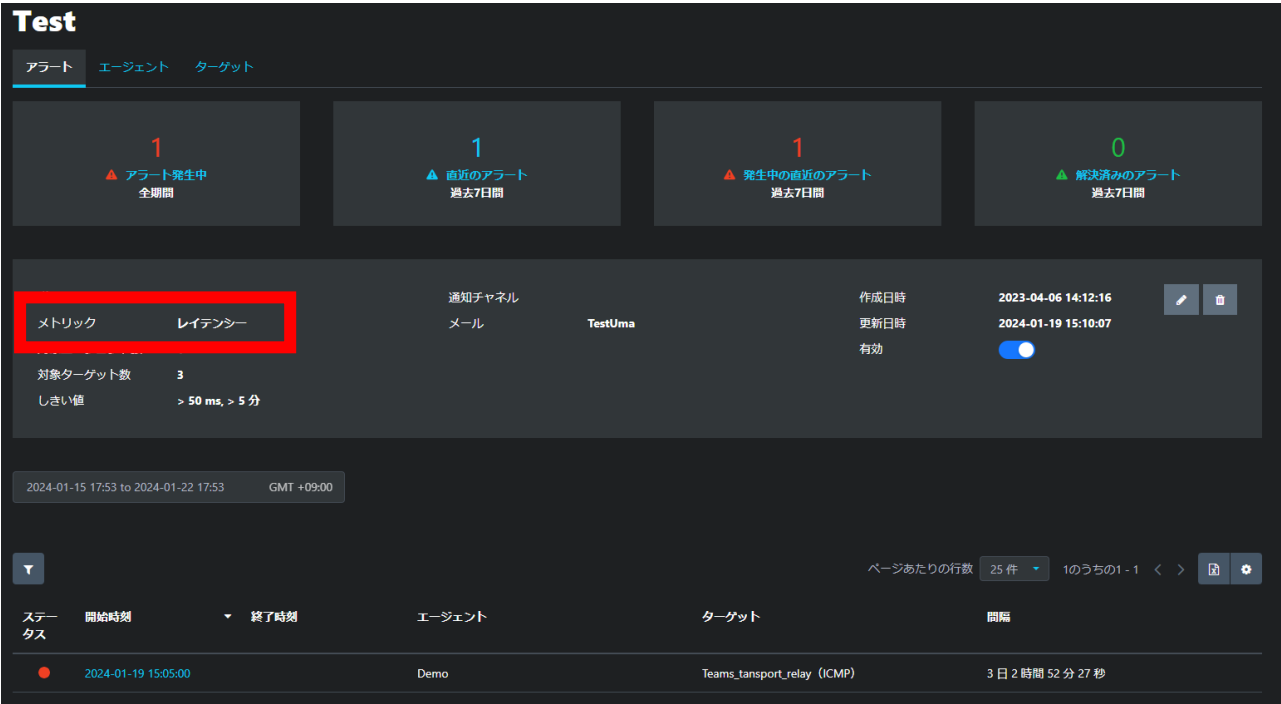 Test
アラート エージェント ターゲット
1
アラート発生中
全期間
1
直近のアラート
過去7日間
1
発生中の直近のアラート
過去7日間
0
解決済みのアラート
過去7日間
メトリック レイテンシー
対象ターゲット数 3
しきい値 > 50 ms, > 5 分
通知チャネル
メール TestUma
作成日時 2023-04-06 14:12:16
更新日時 2024-01-19 15:10:07
有効
2024-01-15 17:53 to 2024-01-22 17:53 GMT +09:00
ページあたりの行数 25 件 1のうちの1 - 1
ステー
タス
開始時刻 終了時刻 エージェント ターゲット 間隔
2024-01-19 15:05:00 Demo Teams_tansport_relay（ICMP） 3 日 2 時間 52 分 27 秒